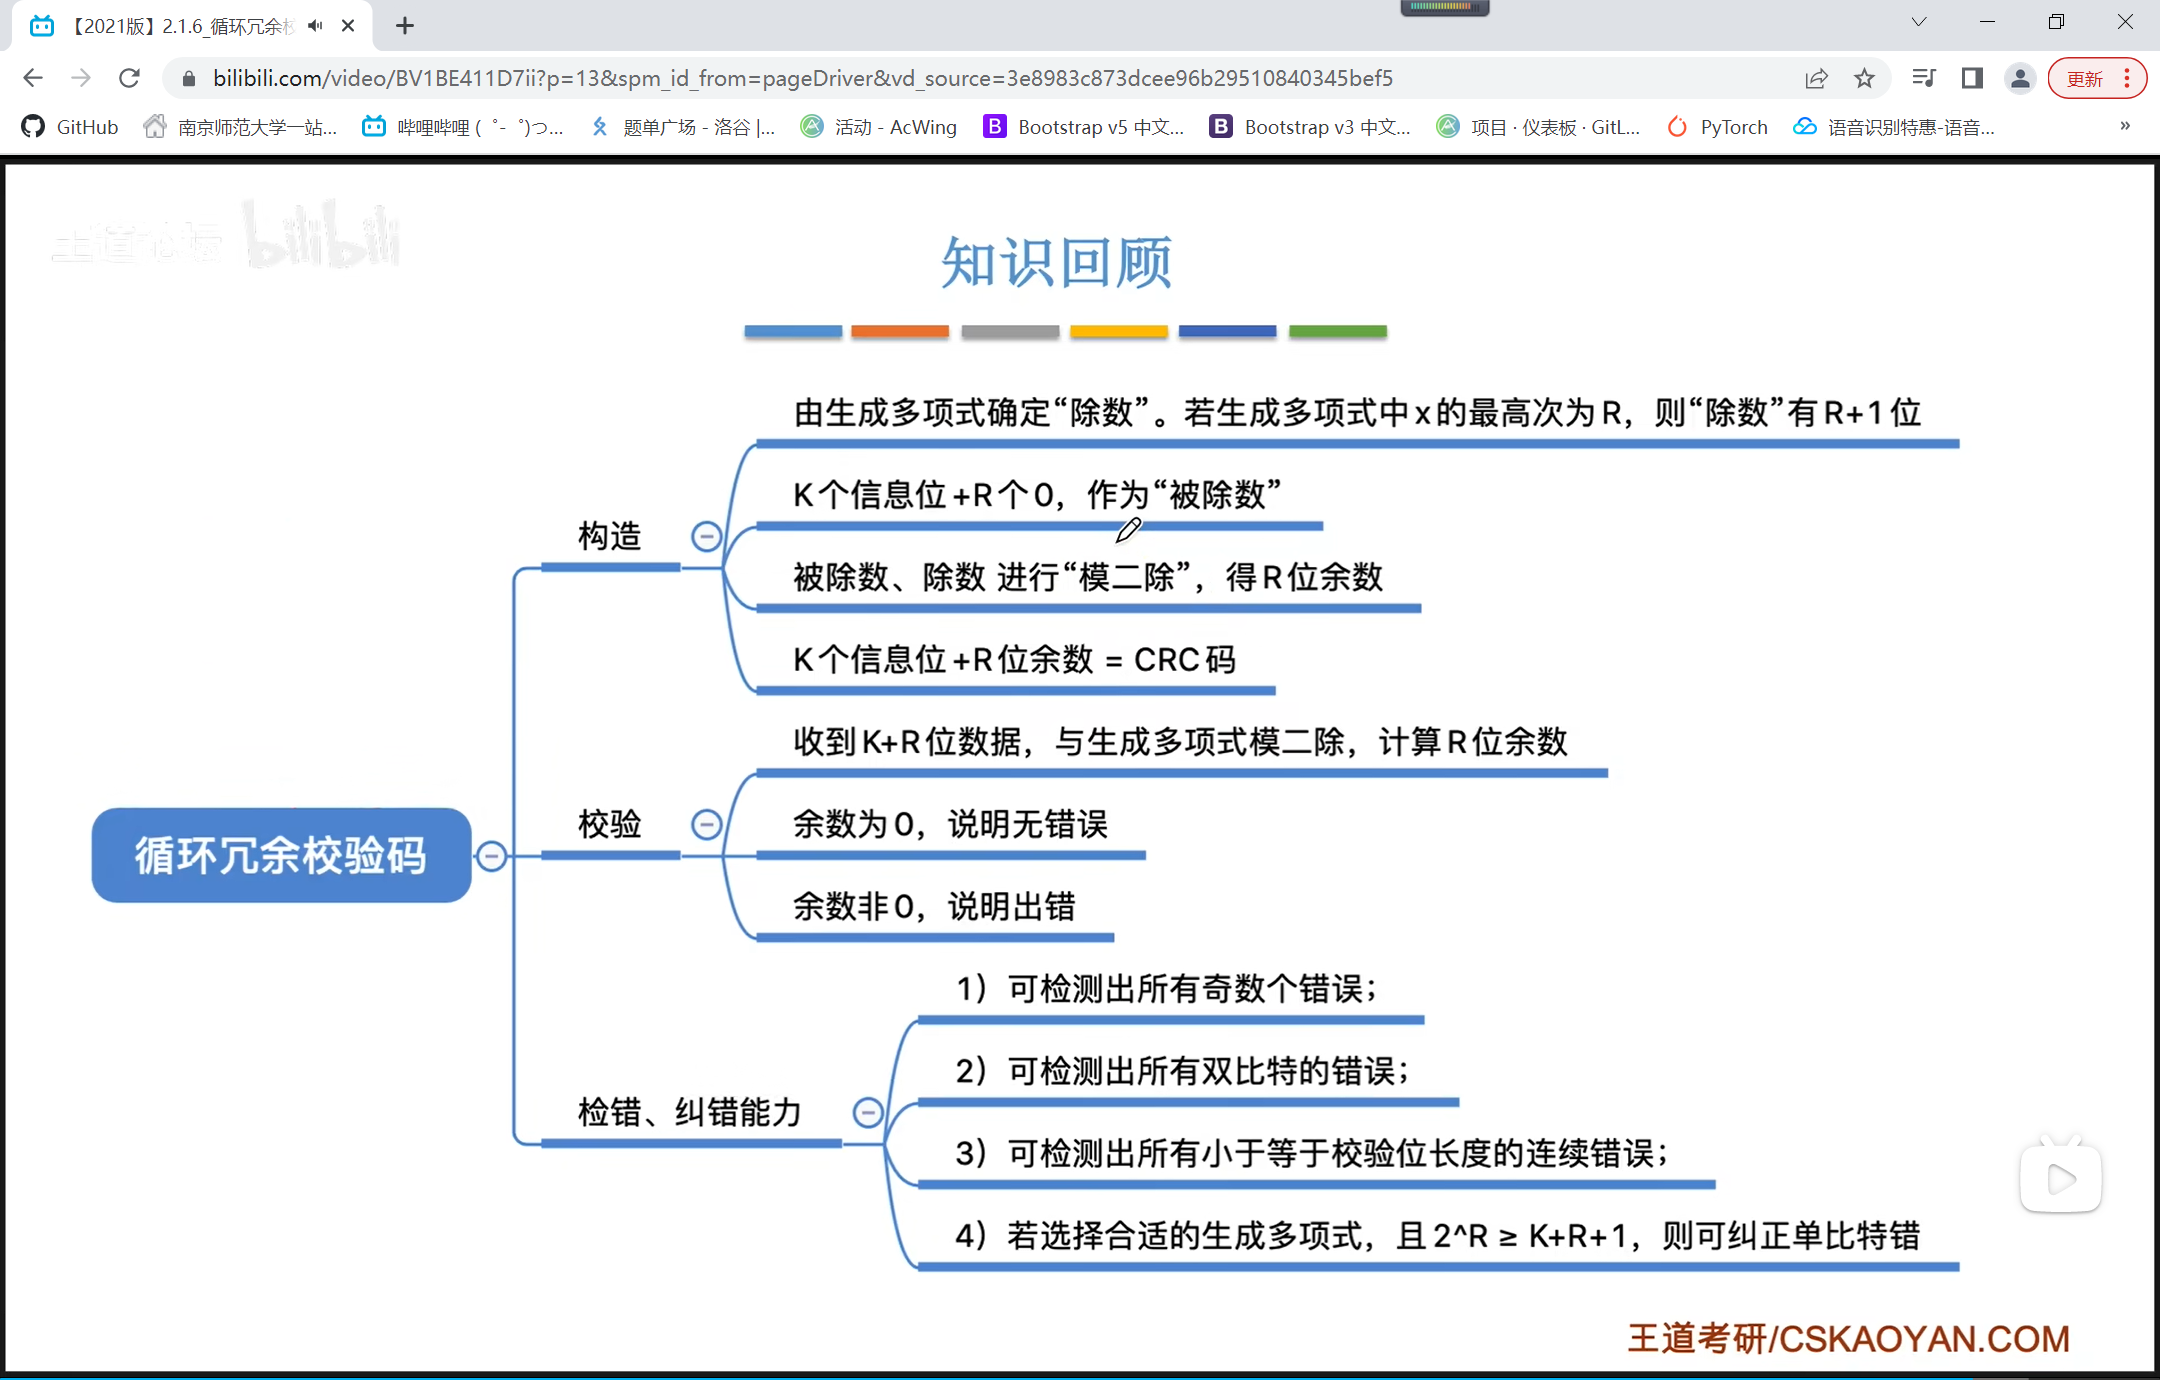 【2021版】2.1.6_循环冗余校
bilibili.com/video/BV1BE411D7ii?p=13&spm_id_from=pageDriver&vd_source=3e8983c873dcee96b29510840345bef5
更新
GitHub
南京师范大学一站...
哔哩哔哩 ( ゜- ゜)つ...
题单广场 - 洛谷 |...
活动 - AcWing
Bootstrap v5 中文...
Bootstrap v3 中文...
项目 · 仪表板 · GitL...
PyTorch
语音识别特惠-语音...
王道论坛 bilibili
知识回顾
循环冗余校验码
构造
由生成多项式确定“除数”。若生成多项式中x的最高次为R，则“除数”有R+1位
K个信息位+R个0，作为“被除数”
被除数、除数 进行“模二除”，得R位余数
K个信息位+R位余数 = CRC码
校验
收到K+R位数据，与生成多项式模二除，计算R位余数
余数为0，说明无错误
余数非0，说明出错
检错、纠错能力
1）可检测出所有奇数个错误；
2）可检测出所有双比特的错误；
3）可检测出所有小于等于校验位长度的连续错误；
4）若选择合适的生成多项式，且2^R ≥ K+R+1，则可纠正单比特错
王道考研/CSKAOYAN.COM